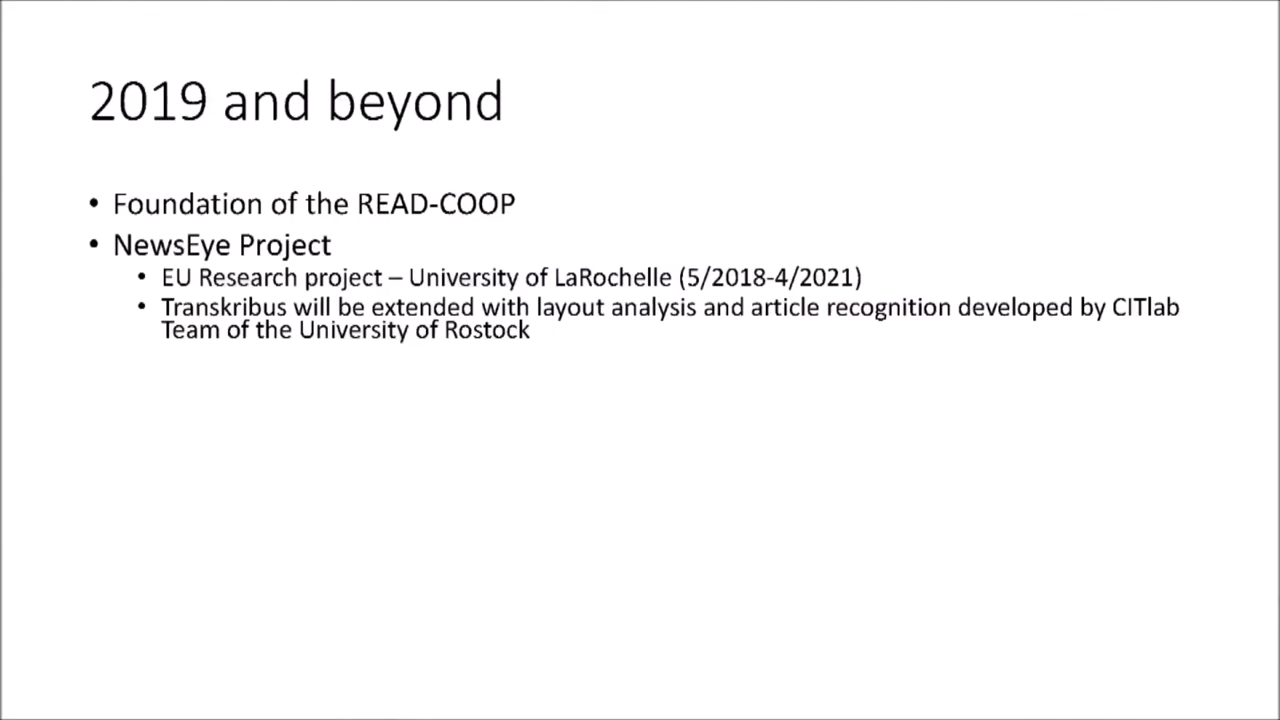 2019 and beyond
• Foundation of the READ-COOP
• NewsEye Project
• EU Research project – University of LaRochelle (5/2018-4/2021)
• Transkribus will be extended with layout analysis and article recognition developed by CITlab
Team of the University of Rostock